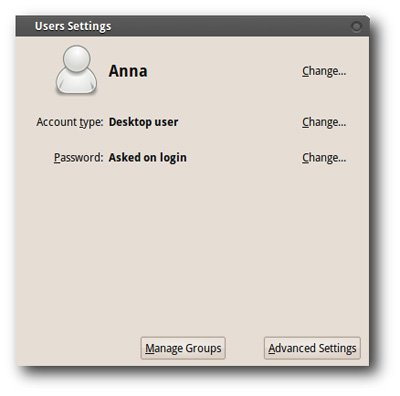 Users Settings
Anna Change...
Account type: Desktop user Change...
Password: Asked on login Change...
Manage Groups Advanced Settings